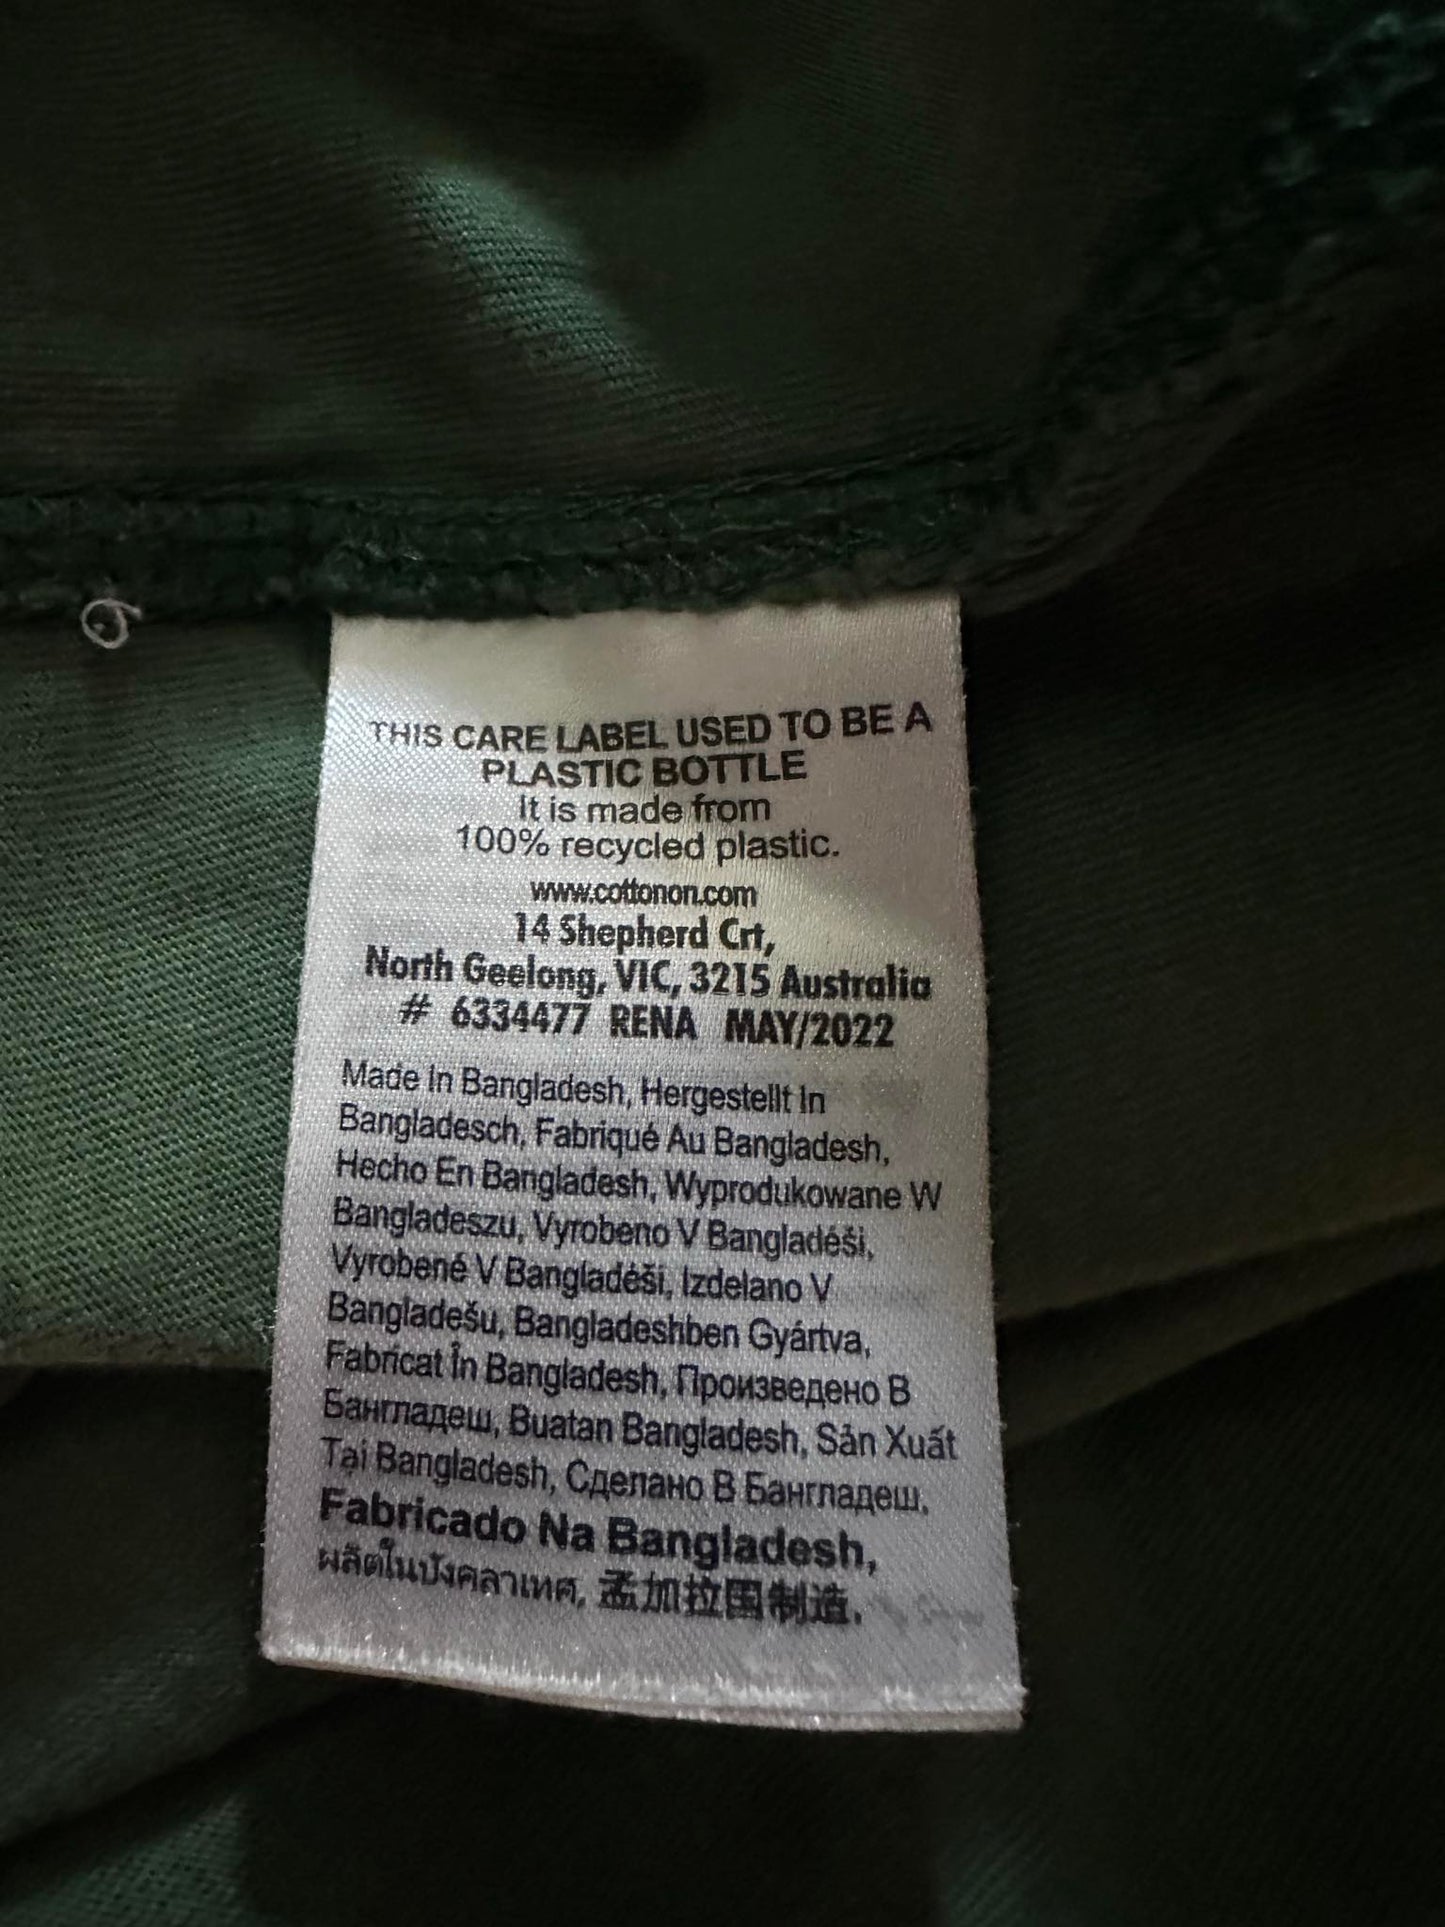 THIS CARE LABEL USED TO BE A
PLASTIC BOTTLE
It is made from
100% recycled plastic.
www.cottonon.com
14 Shepherd Crt,
North Geelong, VIC, 3215 Australia
# 6334477 RENA MAY/2022
Made In Bangladesh, Hergestellt In
Bangladesch, Fabriqué Au Bangladesh,
Hecho En Bangladesh, Wyprodukowane W
Bangladeszu, Vyrobeno V Bangladéši,
Vyrobené V Bangladéši, Izdelano V
Bangladešu, Bangladeshben Gyártva,
Fabricat În Bangladesh, Произведено В
Бангладеш, Buatan Bangladesh, Sản Xuất
Tại Bangladesh, Сделано В Бангладеш,
Fabricado Na Bangladesh,
ผลิตในบังคลาเทศ, 孟加拉国制造.